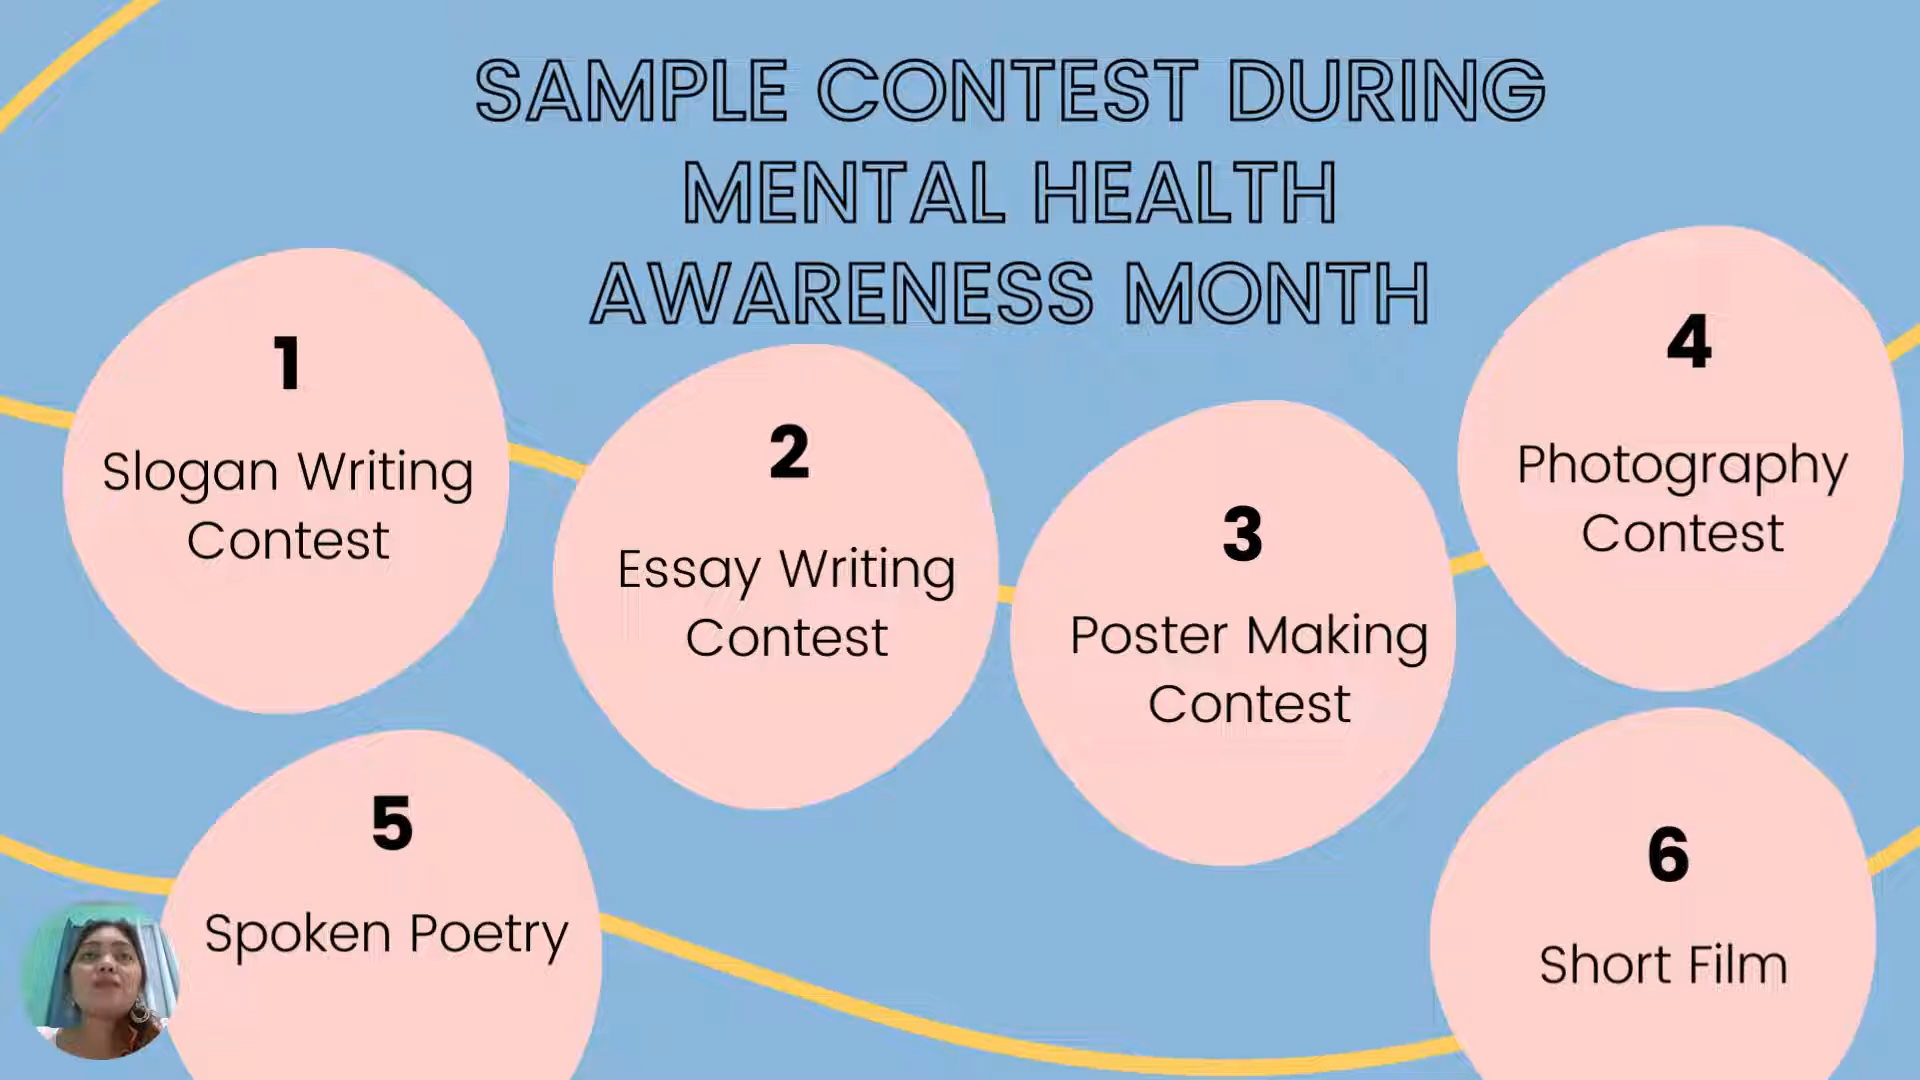 SAMPLE CONTEST DURING
MENTAL HEALTH
AWARENESS MONTH
1
Slogan Writing
Contest
2
Essay Writing
Contest
3
Poster Making
Contest
4
Photography
Contest
5
Spoken Poetry
6
Short Film